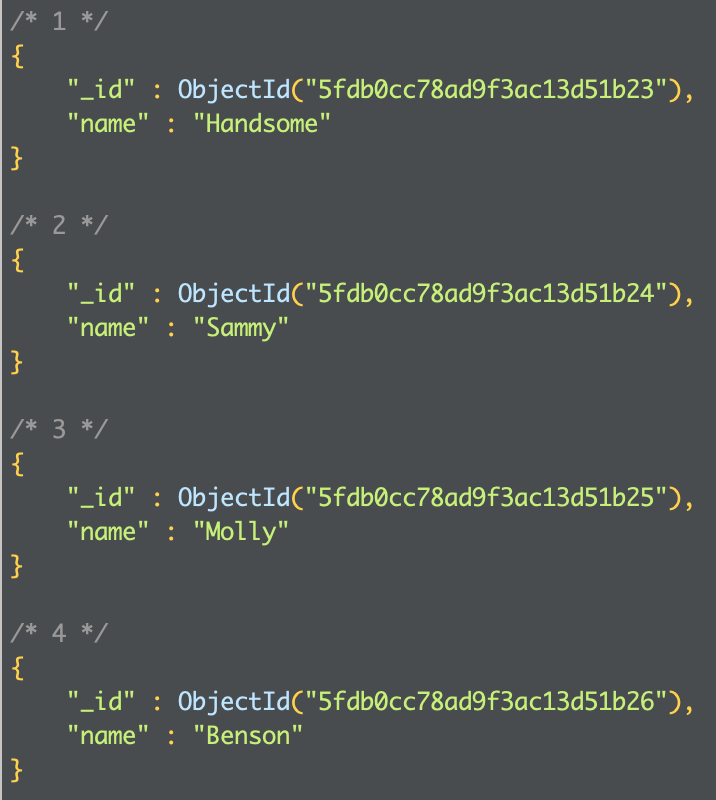 /* 1 */
{
    "_id" : ObjectId("5fdb0cc78ad9f3ac13d51b23"),
    "name" : "Handsome"
}
/* 2 */
{
    "_id" : ObjectId("5fdb0cc78ad9f3ac13d51b24"),
    "name" : "Sammy"
}
/* 3 */
{
    "_id" : ObjectId("5fdb0cc78ad9f3ac13d51b25"),
    "name" : "Molly"
}
/* 4 */
{
    "_id" : ObjectId("5fdb0cc78ad9f3ac13d51b26"),
    "name" : "Benson"
}